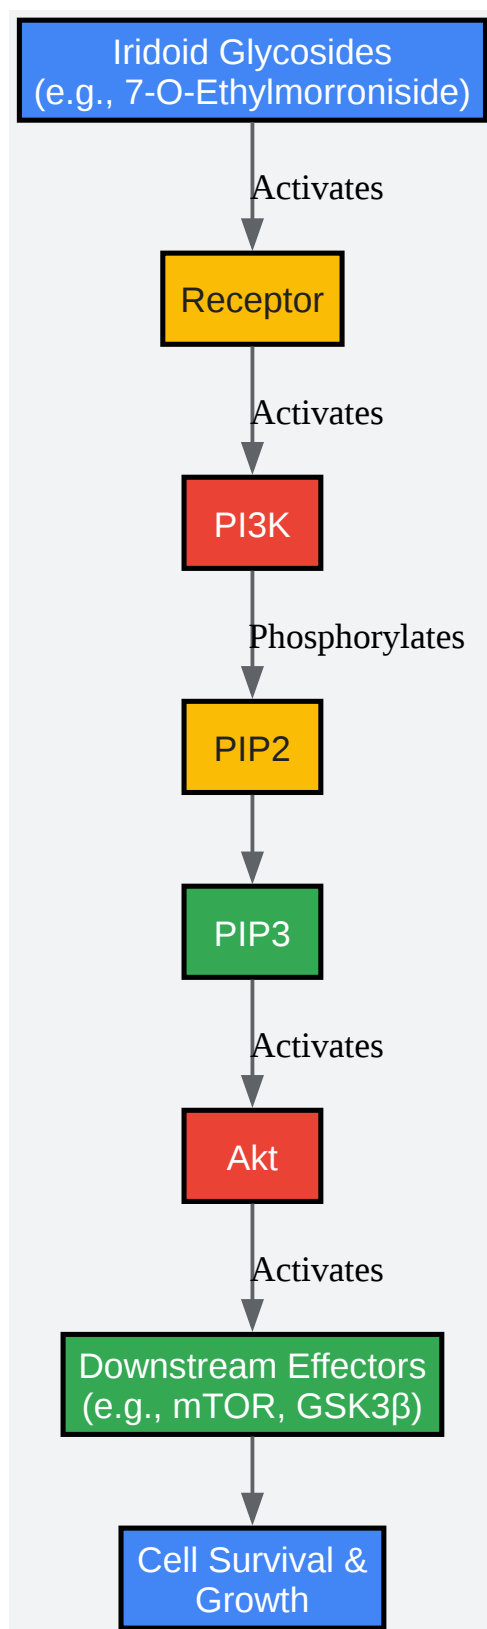 Iridoid Glycosides
(e.g., 7-O-Ethylmorroniside)
Activates
Receptor
Activates
PI3K
Phosphorylates
PIP2
PIP3
Activates
Akt
Activates
Downstream Effectors
(e.g., mTOR, GSK3β)
Cell Survival &
Growth